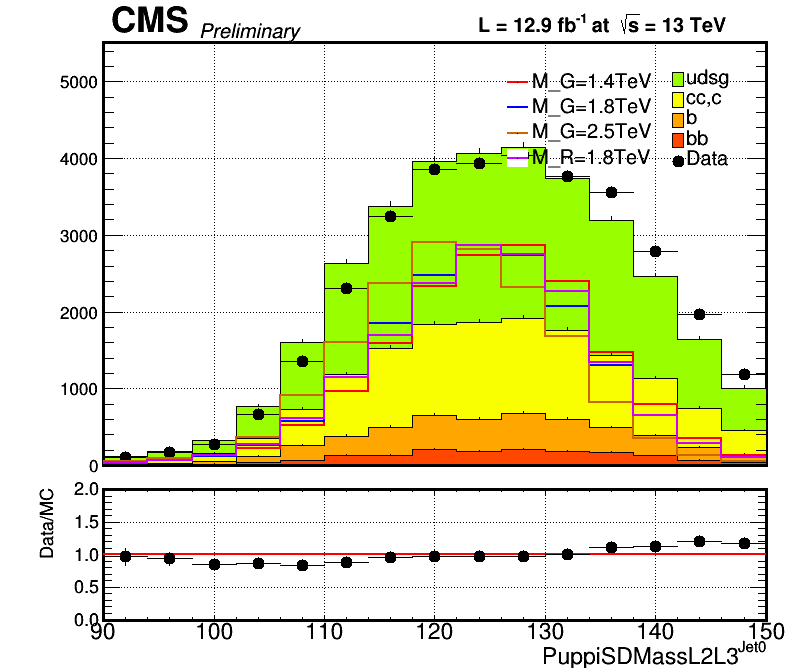 CMS Preliminary L = 12.9 fb⁻¹ at √s = 13 TeV
5000
4000
3000
2000
1000
0
M_G=1.4TeV
M_G=1.8TeV
M_G=2.5TeV
M_R=1.8TeV
udsg
cc,c
b
bb
Data
Data/MC
2.0
1.5
1.0
0.5
0.0
90 100 110 120 130 140 150
PuppiSDMassL2L3^Jet0